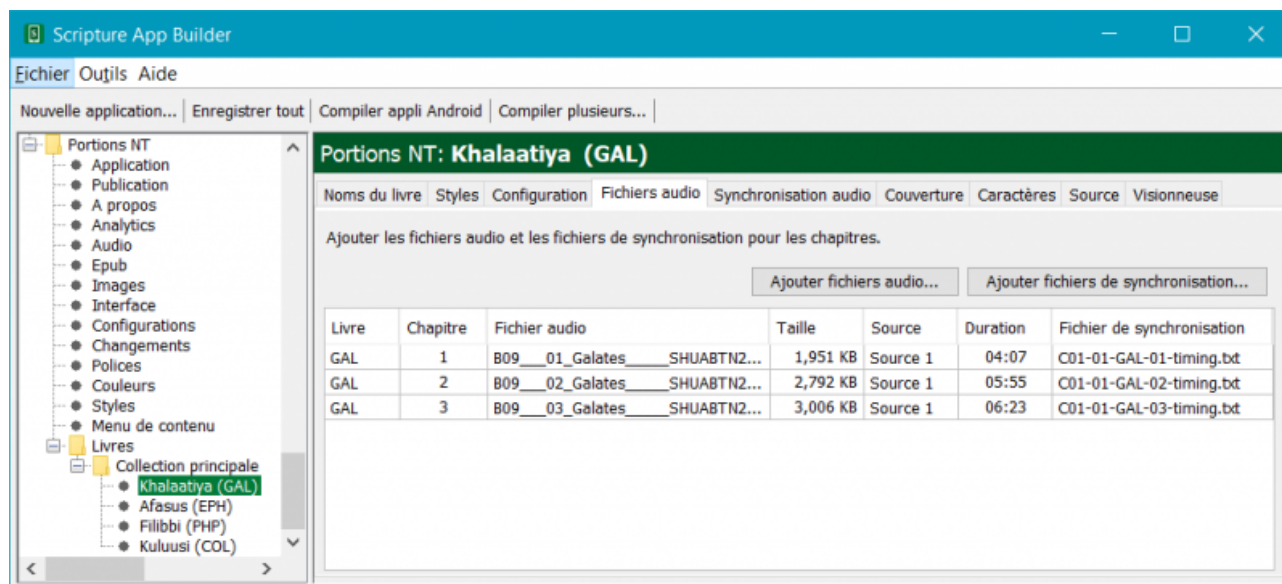 Scripture App Builder
Fichier Outils Aide
Nouvelle application... Enregistrer tout Compiler appli Android Compiler plusieurs...
Portions NT
Application
Publication
A propos
Analytics
Audio
Epub
Images
Interface
Configurations
Changements
Polices
Couleurs
Styles
Menu de contenu
Livres
Collection principale
Khalaatiya (GAL)
Afasus (EPH)
Filibbi (PHP)
Kuluusi (COL)
Portions NT: Khalaatiya (GAL)
Noms du livre Styles Configuration Fichiers audio Synchronisation audio Couverture Caractères Source Visionneuse
Ajouter les fichiers audio et les fichiers de synchronisation pour les chapitres.
Ajouter fichiers audio... Ajouter fichiers de synchronisation...
Livre Chapitre Fichier audio Taille Source Duration Fichier de synchronisation
GAL 1 B09___01_Galates_____SHUABTN2... 1,951 KB Source 1 04:07 C01-01-GAL-01-timing.txt
GAL 2 B09___02_Galates_____SHUABTN2... 2,792 KB Source 1 05:55 C01-01-GAL-02-timing.txt
GAL 3 B09___03_Galates_____SHUABTN2... 3,006 KB Source 1 06:23 C01-01-GAL-03-timing.txt